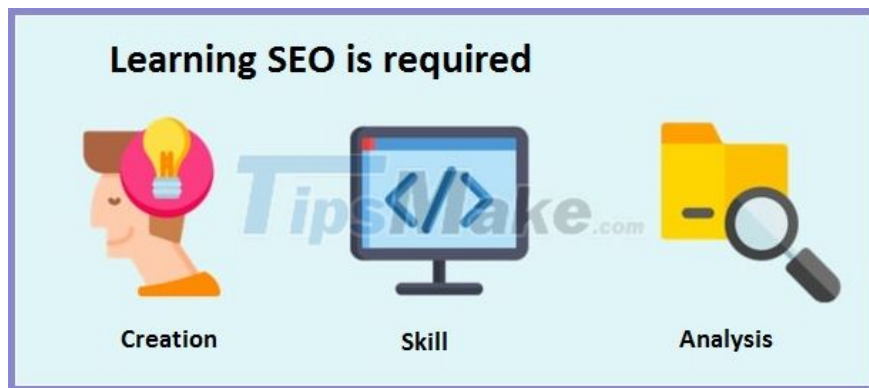 Learning SEO is required
TipsMake.com
</>
Creation
Skill
Analysis